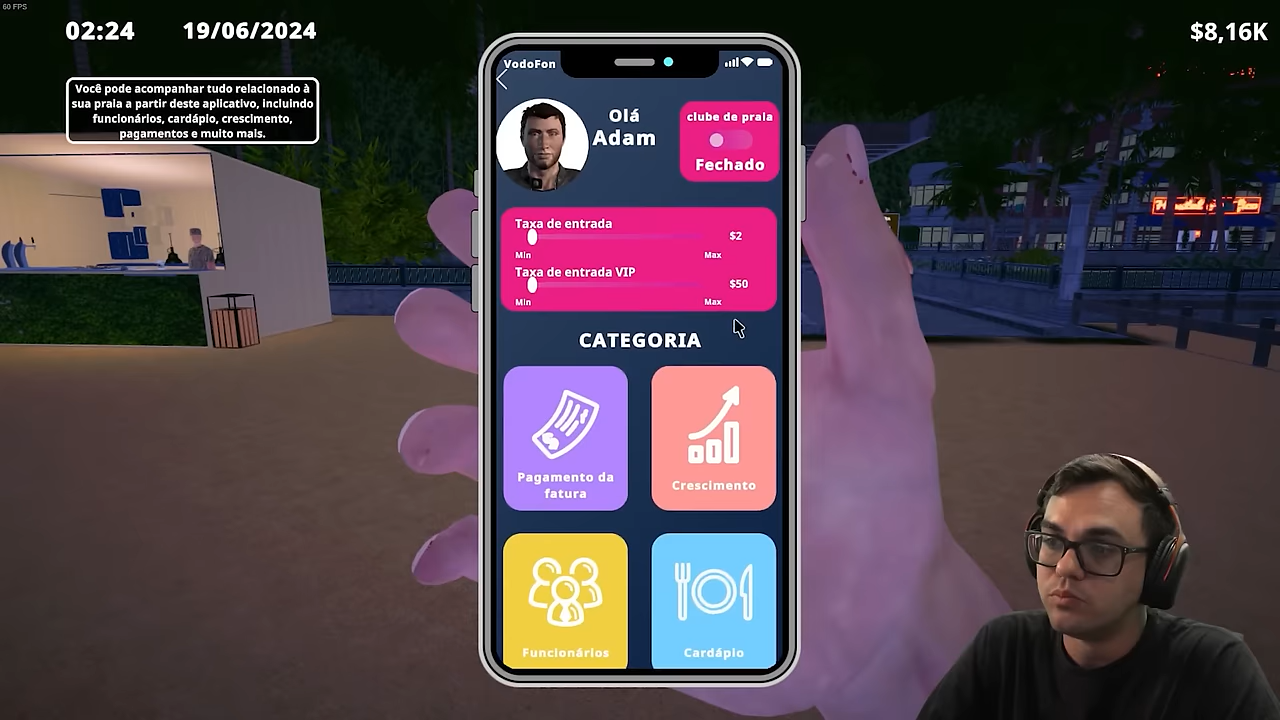 60 FPS
02:24
19/06/2024
$8,16K
Você pode acompanhar tudo relacionado à
sua praia a partir deste aplicativo, incluindo
funcionários, cardápio, crescimento,
pagamentos e muito mais.
VodoFon
Olá
Adam
clube de praia
Fechado
Taxa de entrada
$2
Min
Max
Taxa de entrada VIP
$50
Min
Max
CATEGORIA
Pagamento da
fatura
Crescimento
Funcionários
Cardápio